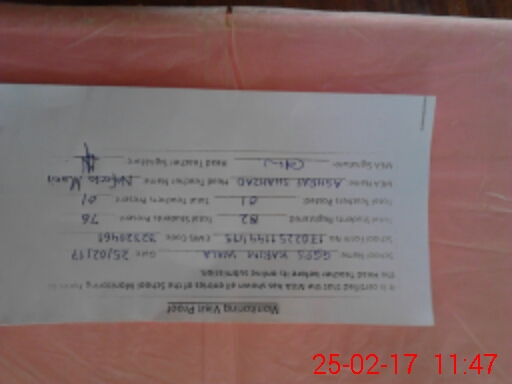 Monitoring Visit Proof
It is certified that the MEA has shown all entries of the School Monitoring Form to
the Head Teacher before its online submission.
School Name: GGPS KARIM WALA Date: 25/02/17
School Form No: EMIS Code: 32320461
Total Students Registered: 82 Total Students Present: 76
Total Teachers Posted: 01 Total Teachers Present: 01
MEA Name: ASHRAF SHAHZAD Head Teacher Name:
MEA Signature: Head Teacher Signature:
25-02-17 11:47